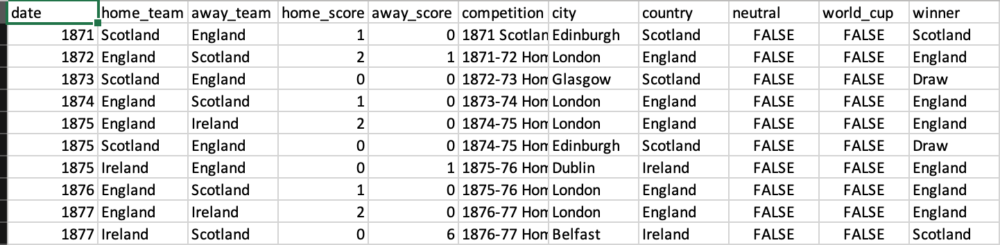 date home_team away_team home_score away_score competition city country neutral world_cup winner
1871 Scotland England 1 0 1871 Scotlan Edinburgh Scotland FALSE FALSE Scotland
1872 England Scotland 2 1 1871-72 Hom London England FALSE FALSE England
1873 Scotland England 0 0 1872-73 Hom Glasgow Scotland FALSE FALSE Draw
1874 England Scotland 1 0 1873-74 Hom London England FALSE FALSE England
1875 England Ireland 2 0 1874-75 Hom London England FALSE FALSE England
1875 Scotland England 0 0 1874-75 Hom Edinburgh Scotland FALSE FALSE Draw
1875 Ireland England 0 1 1875-76 Hom Dublin Ireland FALSE FALSE England
1876 England Scotland 1 0 1875-76 Hom London England FALSE FALSE England
1877 England Ireland 2 0 1876-77 Hom London England FALSE FALSE England
1877 Ireland Scotland 0 6 1876-77 Hom Belfast Ireland FALSE FALSE Scotland